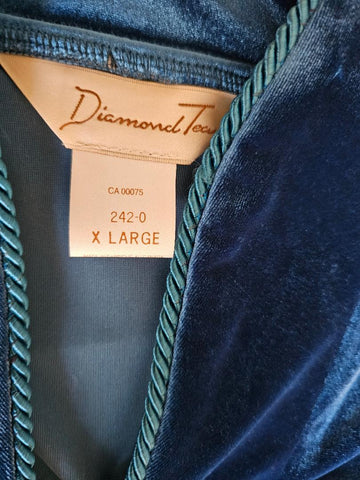 Diamond Tea
CA 00075
242-0
X LARGE